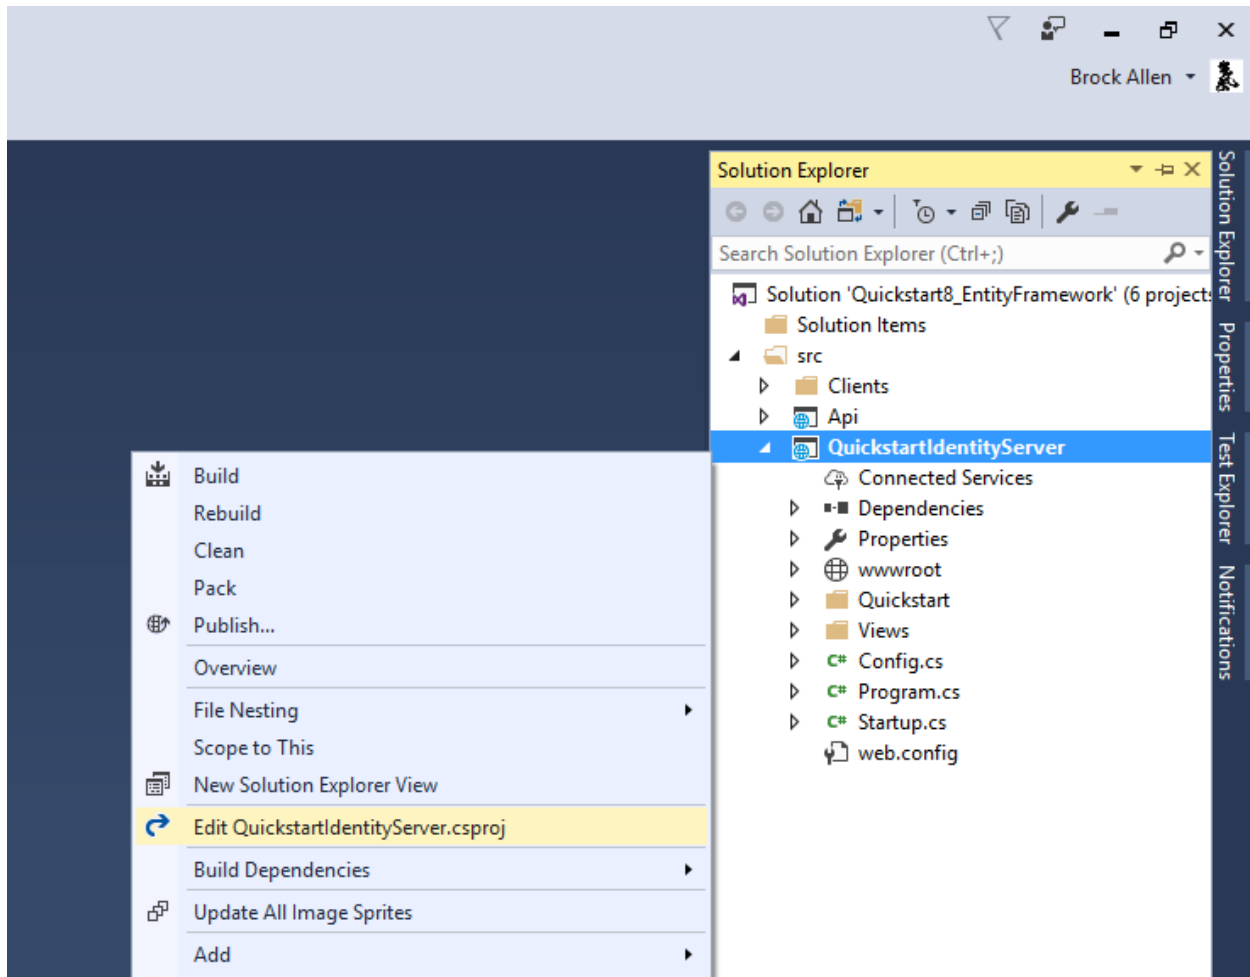 Brock Allen
Solution Explorer
Search Solution Explorer (Ctrl+;)
Solution 'Quickstart8_EntityFramework' (6 projects
Solution Items
src
Clients
Api
QuickstartIdentityServer
Connected Services
Dependencies
Properties
wwwroot
Quickstart
Views
C# Config.cs
C# Program.cs
C# Startup.cs
web.config
Build
Rebuild
Clean
Pack
Publish...
Overview
File Nesting
Scope to This
New Solution Explorer View
Edit QuickstartIdentityServer.csproj
Build Dependencies
Update All Image Sprites
Add
Solution Explorer
Properties
Test Explorer
Notifications